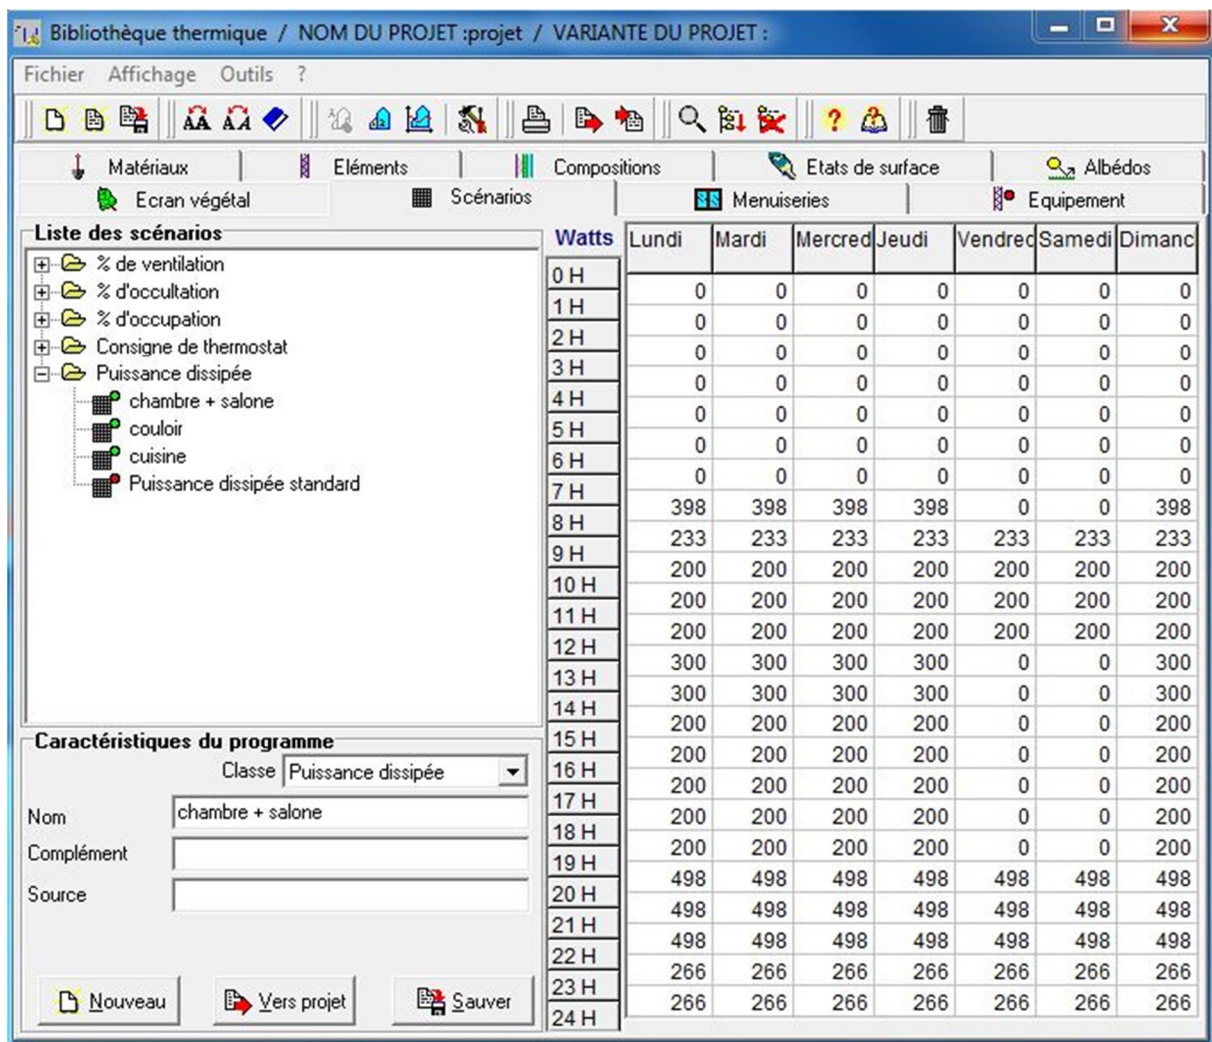 Bibliothèque thermique / NOM DU PROJET :projet / VARIANTE DU PROJET :
Fichier Affichage Outils ?
Matériaux Eléments Compositions Etats de surface Albédos
Ecran végétal Scénarios Menuiseries Equipement
Liste des scénarios
% de ventilation
% d'occultation
% d'occupation
Consigne de thermostat
Puissance dissipée
chambre + salone
couloir
cuisine
Puissance dissipée standard
Caractéristiques du programme
Classe Puissance dissipée
Nom chambre + salone
Complément
Source
Nouveau Vers projet Sauver
Watts Lundi Mardi Mercred Jeudi Vendred Samedi Dimanc
0 H
0 0 0 0 0 0 0
1 H
0 0 0 0 0 0 0
2 H
0 0 0 0 0 0 0
3 H
0 0 0 0 0 0 0
4 H
0 0 0 0 0 0 0
5 H
0 0 0 0 0 0 0
6 H
0 0 0 0 0 0 0
7 H
398 398 398 398 0 0 398
8 H
233 233 233 233 233 233 233
9 H
200 200 200 200 200 200 200
10 H
200 200 200 200 200 200 200
11 H
200 200 200 200 200 200 200
12 H
300 300 300 300 0 0 300
13 H
300 300 300 300 0 0 300
14 H
200 200 200 200 0 0 200
15 H
200 200 200 200 0 0 200
16 H
200 200 200 200 0 0 200
17 H
200 200 200 200 0 0 200
18 H
200 200 200 200 0 0 200
19 H
498 498 498 498 498 498 498
20 H
498 498 498 498 498 498 498
21 H
498 498 498 498 498 498 498
22 H
266 266 266 266 266 266 266
23 H
266 266 266 266 266 266 266
24 H